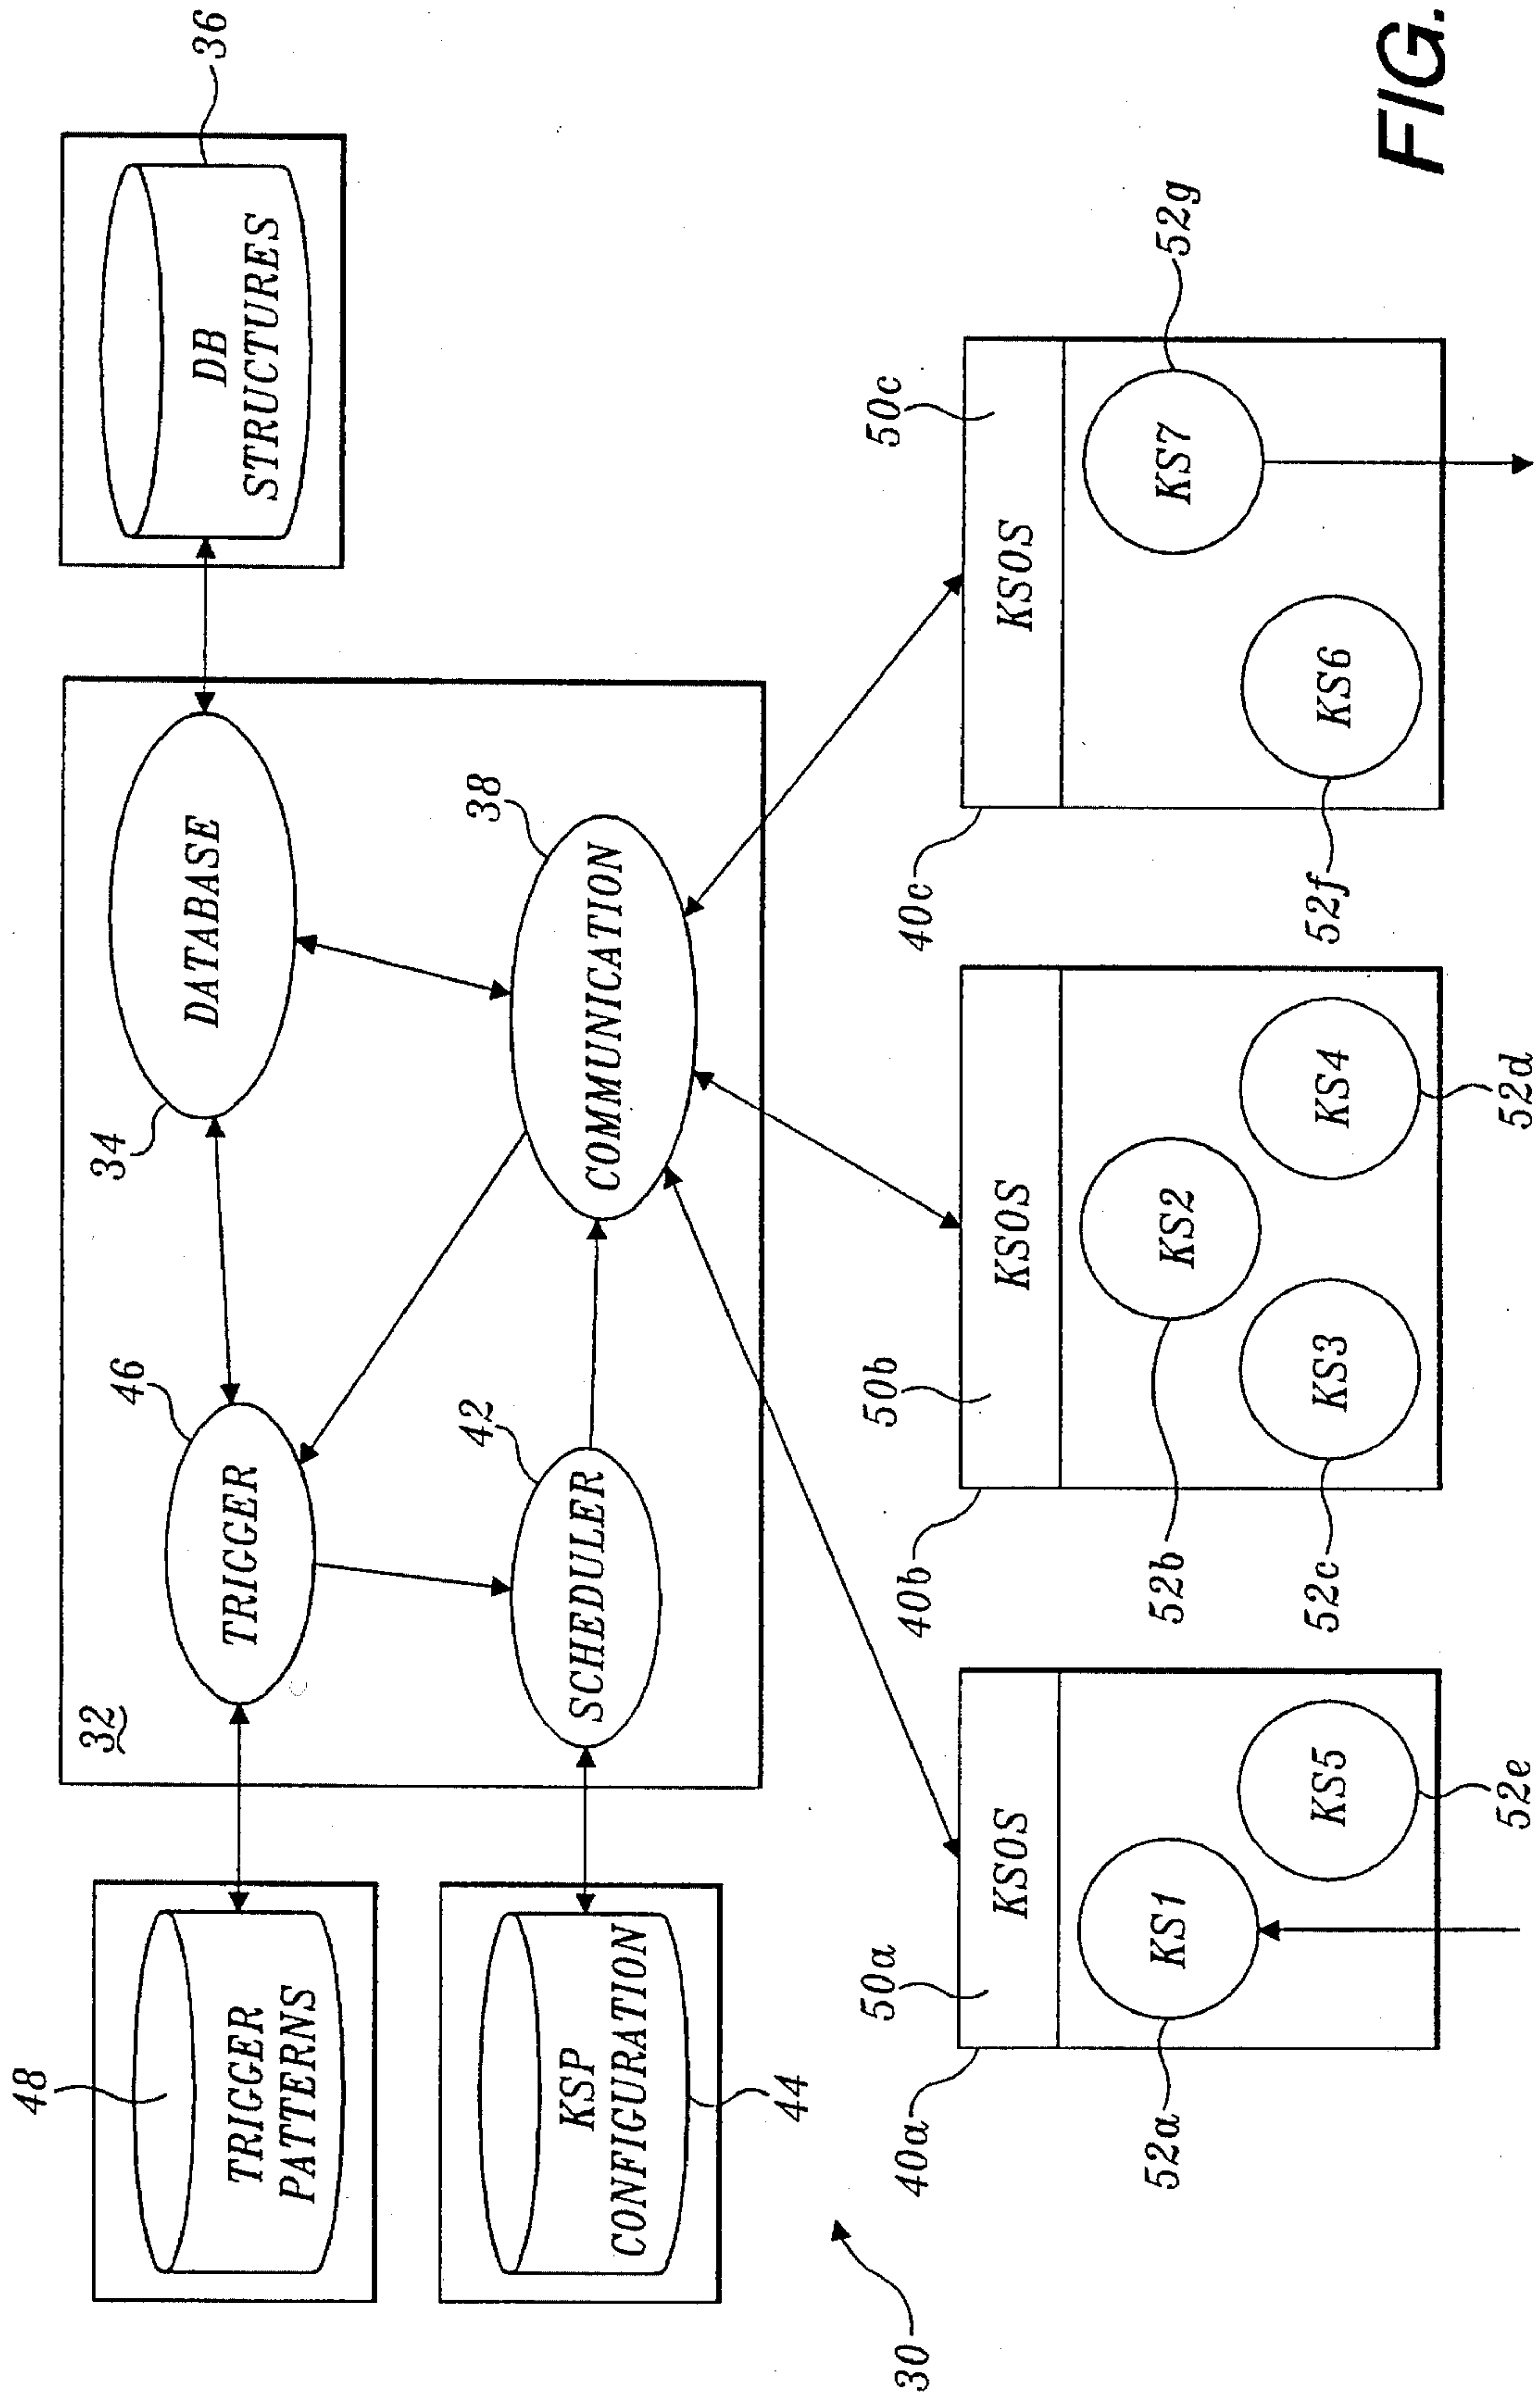 48
TRIGGER
PATTERNS
32
TRIGGER
46
34
DATABASE
DB
STRUCTURES
36
KSP
CONFIGURATION
44
SCHEDULER
42
COMMUNICATION
38
30
40a
50a
KSOS
52a
KS1
KS5
52e
40b
50b
KSOS
52b
KS2
52c
KS3
KS4
52d
40c
50c
KSOS
52f
KS6
KS7
52g
FIG.